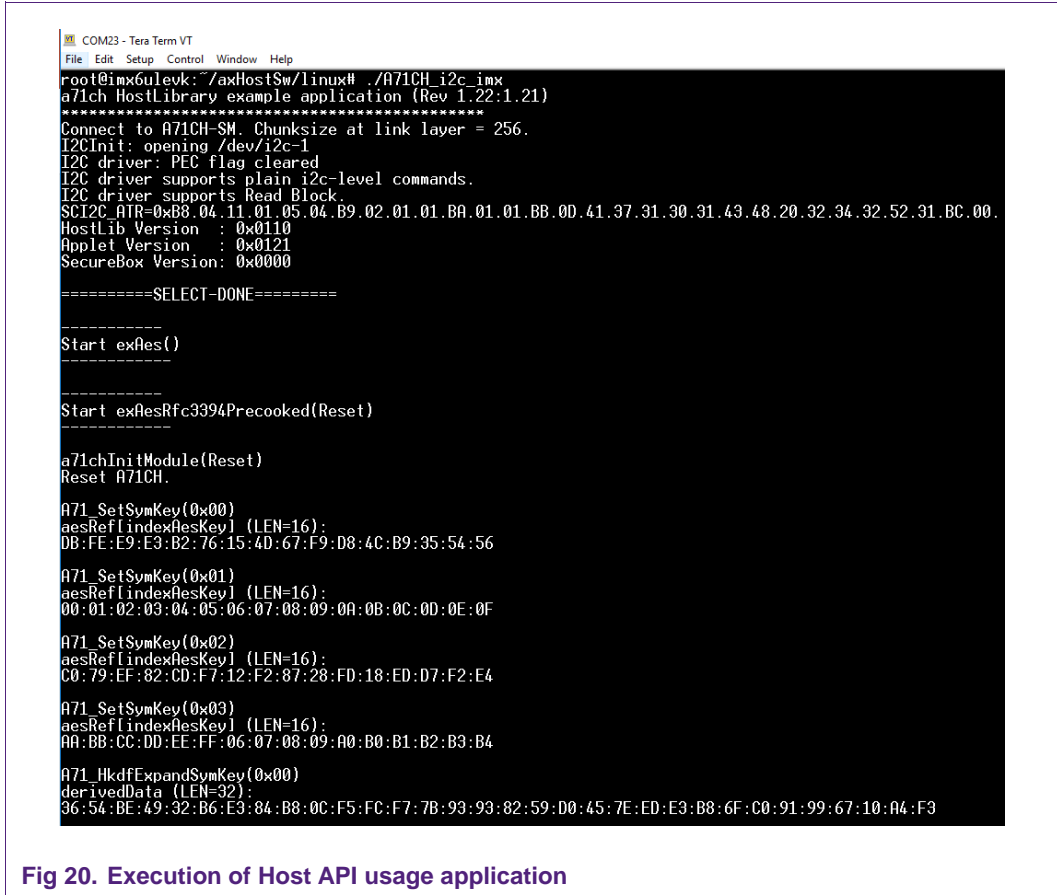 COM23 - Tera Term VT
File Edit Setup Control Window Help
root@imx6ulevk:~/axHostSw/linux# ./A71CH_i2c_imx
a71ch HostLibrary example application (Rev 1.22:1.21)
***********************************************
Connect to A71CH-SM. Chunksize at link layer = 256.
I2CInit: opening /dev/i2c-1
I2C driver: PEC flag cleared
I2C driver supports plain i2c-level commands.
I2C driver supports Read Block.
SCI2C_ATR=0xB8.04.11.01.05.04.B9.02.01.01.BA.01.01.BB.0D.41.37.31.30.31.43.48.20.32.34.32.52.31.BC.00.
HostLib Version  : 0x0110
Applet Version   : 0x0121
SecureBox Version: 0x0000
==========SELECT-DONE=========
-----------
Start exAes()
------------
-----------
Start exAesRfc3394Precooked(Reset)
------------
a71chInitModule(Reset)
Reset A71CH.
A71_SetSymKey(0x00)
aesRef[indexAesKey] (LEN=16):
DB:FE:E9:E3:B2:76:15:4D:67:F9:D8:4C:B9:35:54:56
A71_SetSymKey(0x01)
aesRef[indexAesKey] (LEN=16):
00:01:02:03:04:05:06:07:08:09:0A:0B:0C:0D:0E:0F
A71_SetSymKey(0x02)
aesRef[indexAesKey] (LEN=16):
C0:79:EF:82:CD:F7:12:F2:87:28:FD:18:ED:D7:F2:E4
A71_SetSymKey(0x03)
aesRef[indexAesKey] (LEN=16):
AA:BB:CC:DD:EE:FF:06:07:08:09:A0:B0:B1:B2:B3:B4
A71_HkdfExpandSymKey(0x00)
derivedData (LEN=32):
36:54:BE:49:32:B6:E3:84:B8:0C:F5:FC:F7:7B:93:93:82:59:D0:45:7E:ED:E3:B8:6F:C0:91:99:67:10:A4:F3
Fig 20. Execution of Host API usage application